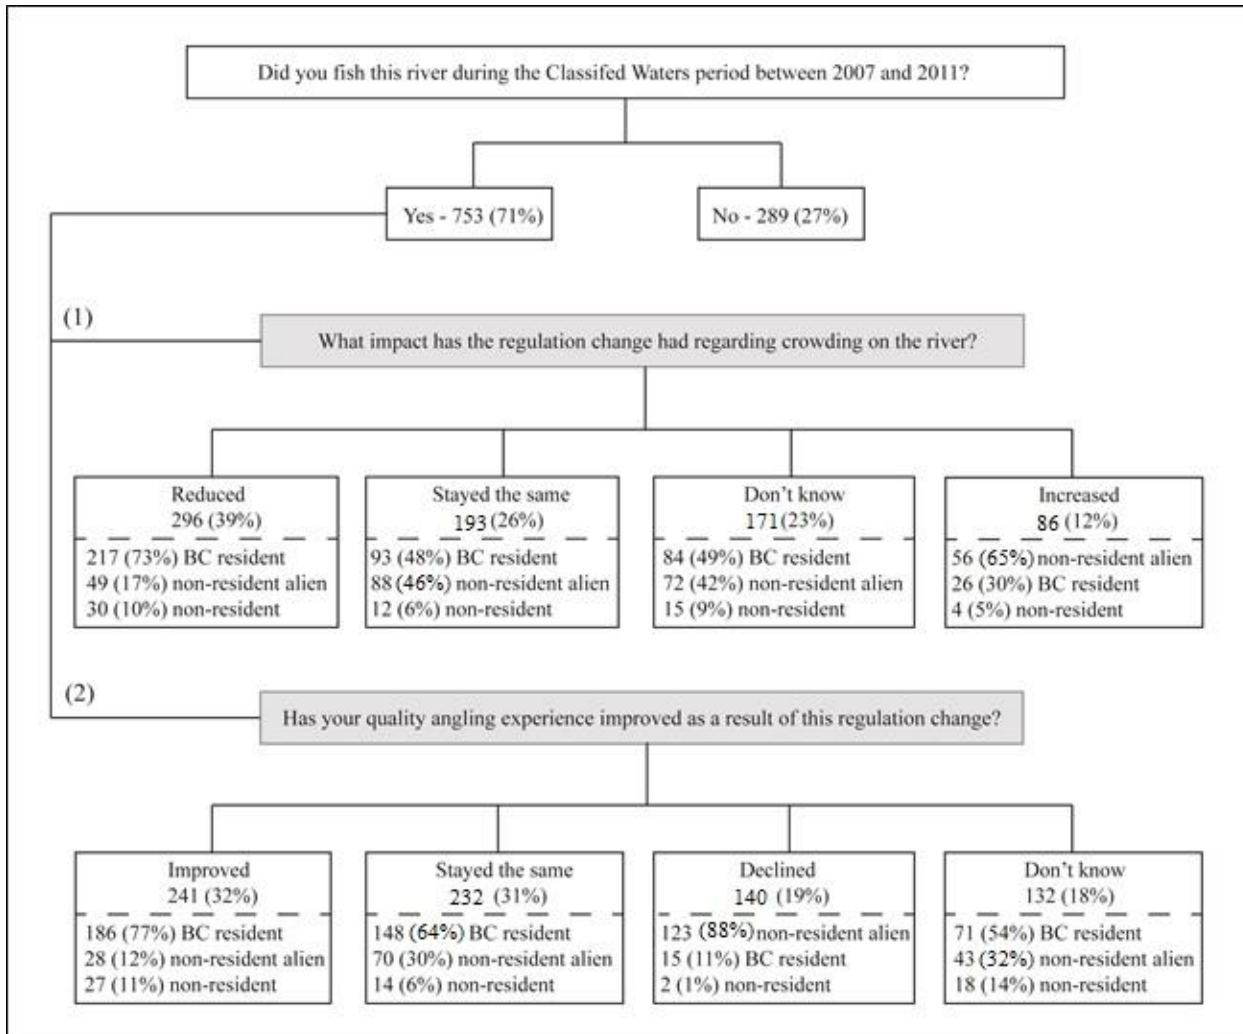 Did you fish this river during the Classifed Waters period between 2007 and 2011?
Yes - 753 (71%)
No - 289 (27%)
(1)
What impact has the regulation change had regarding crowding on the river?
Reduced
296 (39%)
217 (73%) BC resident
49 (17%) non-resident alien
30 (10%) non-resident
Stayed the same
193 (26%)
93 (48%) BC resident
88 (46%) non-resident alien
12 (6%) non-resident
Don't know
171 (23%)
84 (49%) BC resident
72 (42%) non-resident alien
15 (9%) non-resident
Increased
86 (12%)
56 (65%) non-resident alien
26 (30%) BC resident
4 (5%) non-resident
(2)
Has your quality angling experience improved as a result of this regulation change?
Improved
241 (32%)
186 (77%) BC resident
28 (12%) non-resident alien
27 (11%) non-resident
Stayed the same
232 (31%)
148 (64%) BC resident
70 (30%) non-resident alien
14 (6%) non-resident
Declined
140 (19%)
123 (88%) non-resident alien
15 (11%) BC resident
2 (1%) non-resident
Don't know
132 (18%)
71 (54%) BC resident
43 (32%) non-resident alien
18 (14%) non-resident